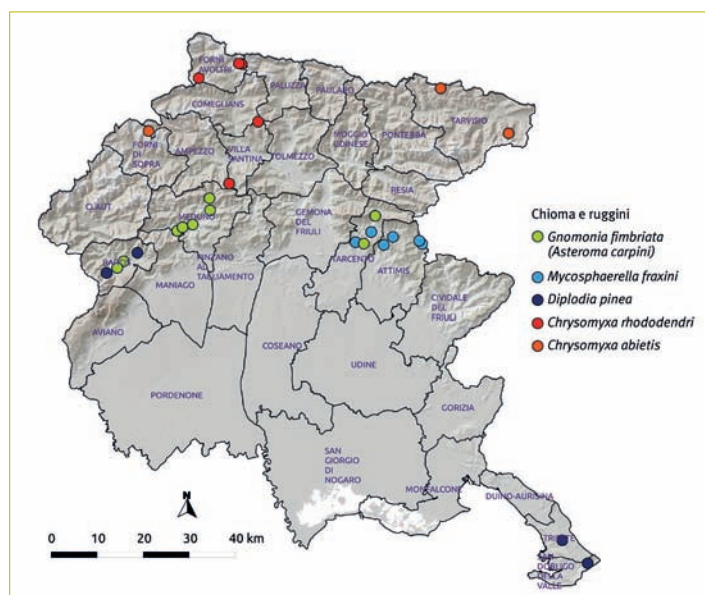 FORNI
AVOLTRI
PALUZZA
PAULARO
COMEGLIANS
TARVISIO
PONTEBBA
FORNI
DI
SOPRA
AMPEZZO
VILLA
SANTINA
TOLMEZZO
MOGGIO
UDINESE
RESIA
CLAUT
MEDUNO
GEMONA
DEL
FRIULI
TARCENTO
ATTIMIS
PINZANO
AL
TAGLIAMENTO
MANIAGO
CIVIDALE
DEL
FRIULI
AVIANO
COSEANO
UDINE
PORDENONE
GORIZIA
SAN
GIORGIO
DI
NOGARO
MONFALCONE
DUINO-AURISINA
TRIESTE
DORLIGO
DELLA
VALLE
Chioma e ruggini
Gnomonia fimbriata
(Asteroma carpini)
Mycosphaerella fraxini
Diplodia pinea
Chrysomyxa rhododendri
Chrysomyxa abietis
N
0 10 20 30 40 km